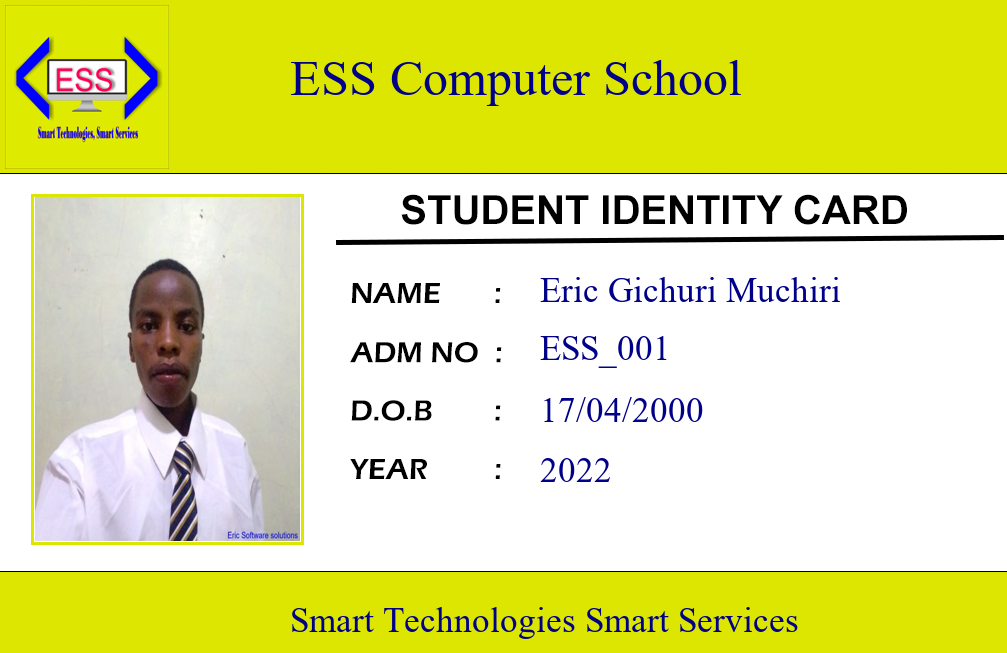 ESS
Smart Technologies, Smart Services
ESS Computer School
STUDENT IDENTITY CARD
NAME : Eric Gichuri Muchiri
ADM NO : ESS_001
D.O.B : 17/04/2000
YEAR : 2022
Eric Software solutions
Smart Technologies Smart Services